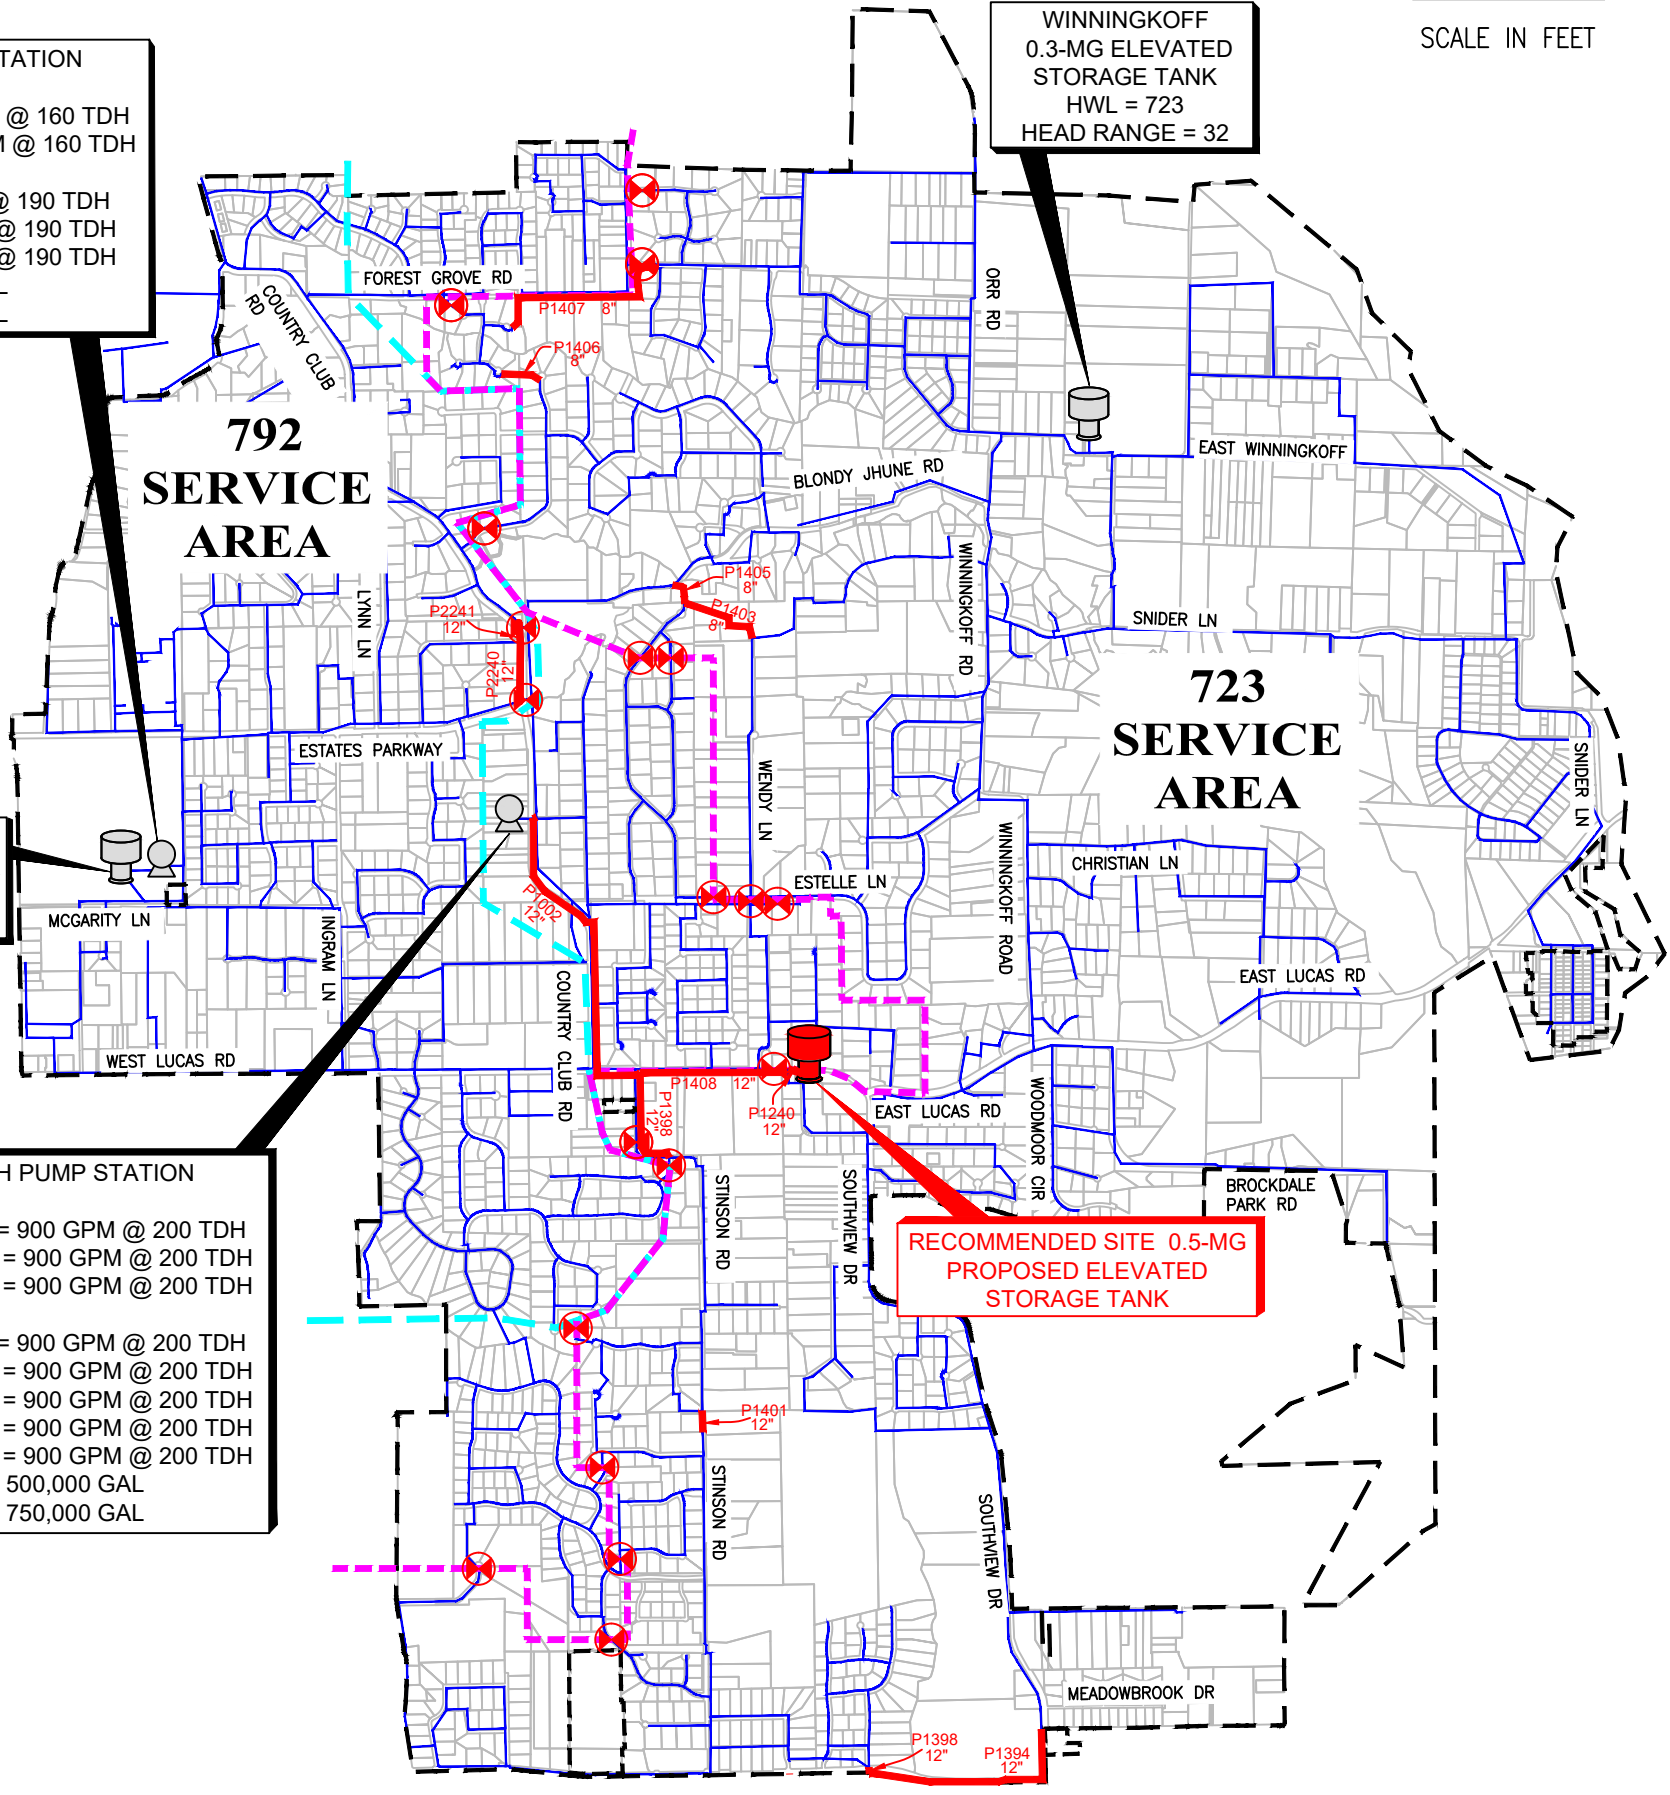 SCALE IN FEET
WINNINGKOFF
0.3-MG ELEVATED
STORAGE TANK
HWL = 723
HEAD RANGE = 32
TATION
@ 160 TDH
@ 160 TDH
@ 190 TDH
@ 190 TDH
@ 190 TDH
FOREST GROVE RD
COUNTRY CLUB
RD
P1407 8"
P1406
8"
ORR RD
792
SERVICE
AREA
BLONDY JHUNE RD
EAST WINNINGKOFF
WINNINGKOFF RD
P1405
8"
P1403
8"
LYNN LN
P2241
12"
P2240
12"
SNIDER LN
723
SERVICE
AREA
ESTATES PARKWAY
WENDY LN
SNIDER LN
WINNINGKOFF ROAD
CHRISTIAN LN
ESTELLE LN
MCGARITY LN
INGRAM LN
P1002
12"
COUNTRY CLUB RD
EAST LUCAS RD
WEST LUCAS RD
P1408 12"
P1398
12"
P1240
12"
EAST LUCAS RD
WOODMOOR CIR
BROCKDALE
PARK RD
STINSON RD
SOUTHVIEW DR
RECOMMENDED SITE 0.5-MG
PROPOSED ELEVATED
STORAGE TANK
H PUMP STATION
= 900 GPM @ 200 TDH
= 900 GPM @ 200 TDH
= 900 GPM @ 200 TDH
= 900 GPM @ 200 TDH
= 900 GPM @ 200 TDH
= 900 GPM @ 200 TDH
= 900 GPM @ 200 TDH
= 900 GPM @ 200 TDH
500,000 GAL
750,000 GAL
P1401
12"
STINSON RD
SOUTHVIEW DR
MEADOWBROOK DR
P1398
12"
P1394
12"